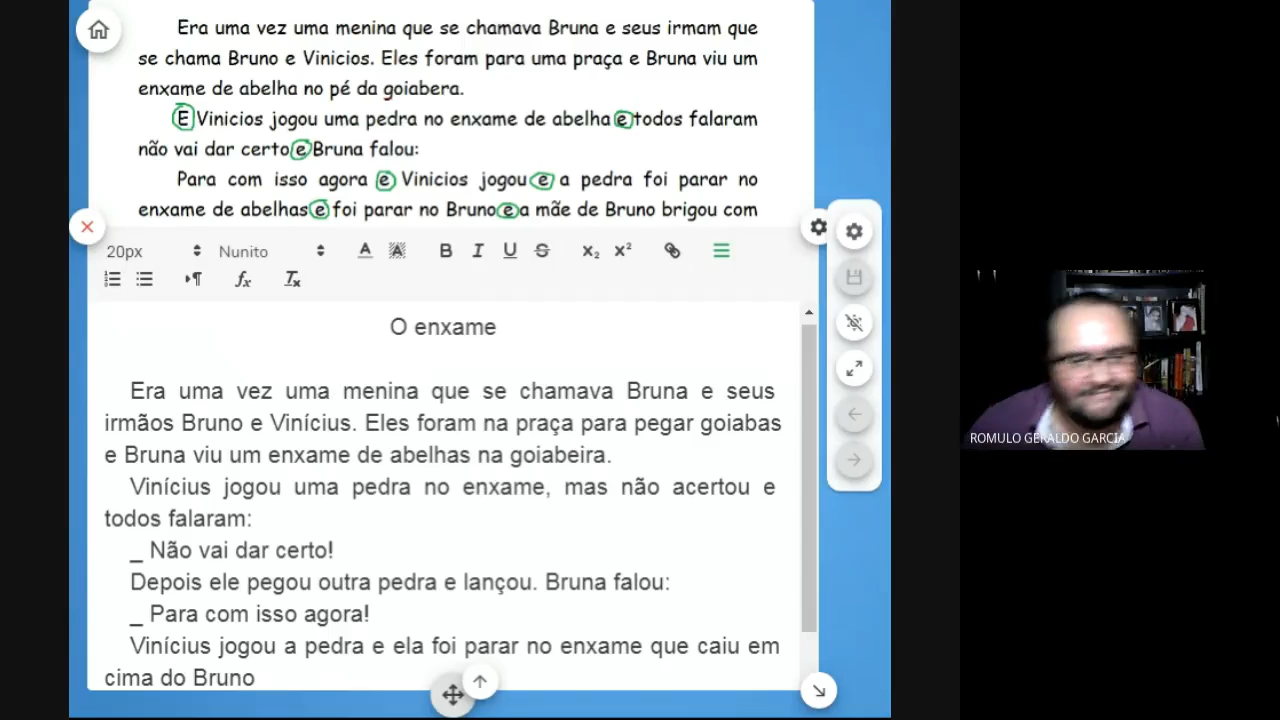 Era uma vez uma menina que se chamava Bruna e seus irmam que
se chama Bruno e Vinicios. Eles foram para uma praça e Bruna viu um
enxame de abelha no pé da goiabera.
E Vinicios jogou uma pedra no enxame de abelha e todos falaram
não vai dar certo e Bruna falou:
Para com isso agora e Vinicios jogou e a pedra foi parar no
enxame de abelhas e foi parar no Bruno e a mãe de Bruno brigou com
20px Nunito A A B I U S x₂ x²
fx Tx
O enxame
Era uma vez uma menina que se chamava Bruna e seus
irmãos Bruno e Vinícius. Eles foram na praça para pegar goiabas
e Bruna viu um enxame de abelhas na goiabeira.
Vinícius jogou uma pedra no enxame, mas não acertou e
todos falaram:
_ Não vai dar certo!
Depois ele pegou outra pedra e lançou. Bruna falou:
_ Para com isso agora!
Vinícius jogou a pedra e ela foi parar no enxame que caiu em
cima do Bruno
ROMULO GERALDO GARCIA